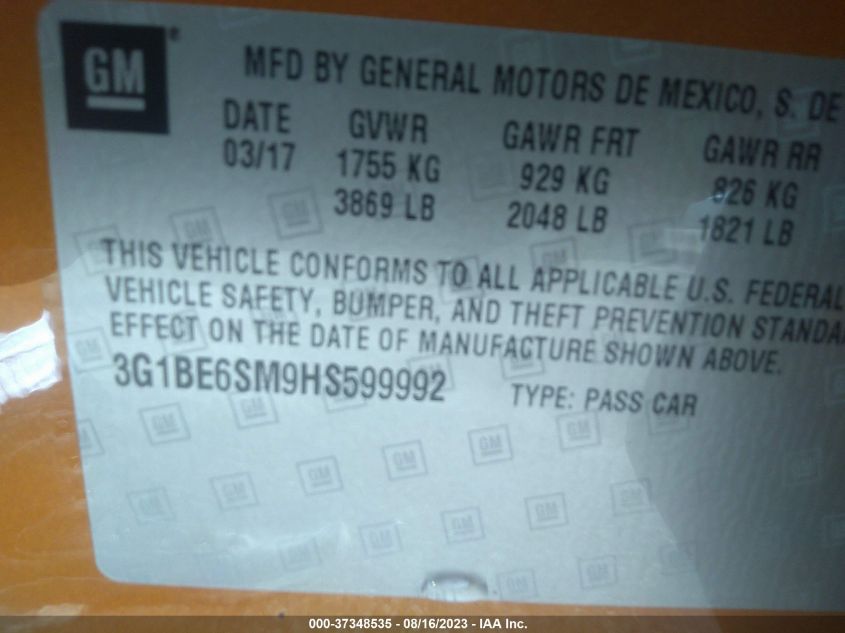 GM®
MFD BY GENERAL MOTORS DE MEXICO, S. DE
DATE GVWR GAWR FRT GAWR RR
03/17 1755 KG 929 KG 826 KG
3869 LB 2048 LB 1821 LB
THIS VEHICLE CONFORMS TO ALL APPLICABLE U.S. FEDERAL
VEHICLE SAFETY, BUMPER, AND THEFT PREVENTION STANDA
EFFECT ON THE DATE OF MANUFACTURE SHOWN ABOVE.
3G1BE6SM9HS599992 TYPE: PASS CAR
000-37348535 - 08/16/2023 - IAA Inc.